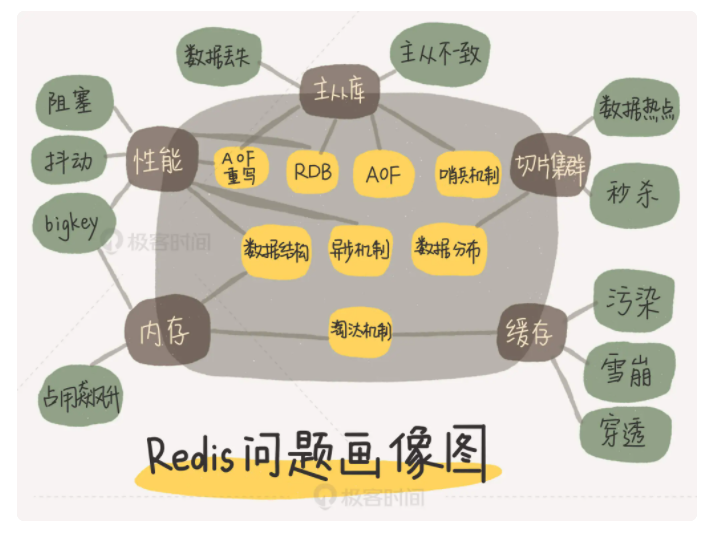 数据丢失
主从不一致
主从库
阻塞
数据热点
抖动
性能
AOF
重写
RDB
AOF
哨兵机制
切片集群
秒杀
bigkey
极客时间
数据结构
异步机制
数据分布
内存
淘汰机制
缓存
污染
雪崩
占用飙升
穿透
Redis问题画像图
极客时间